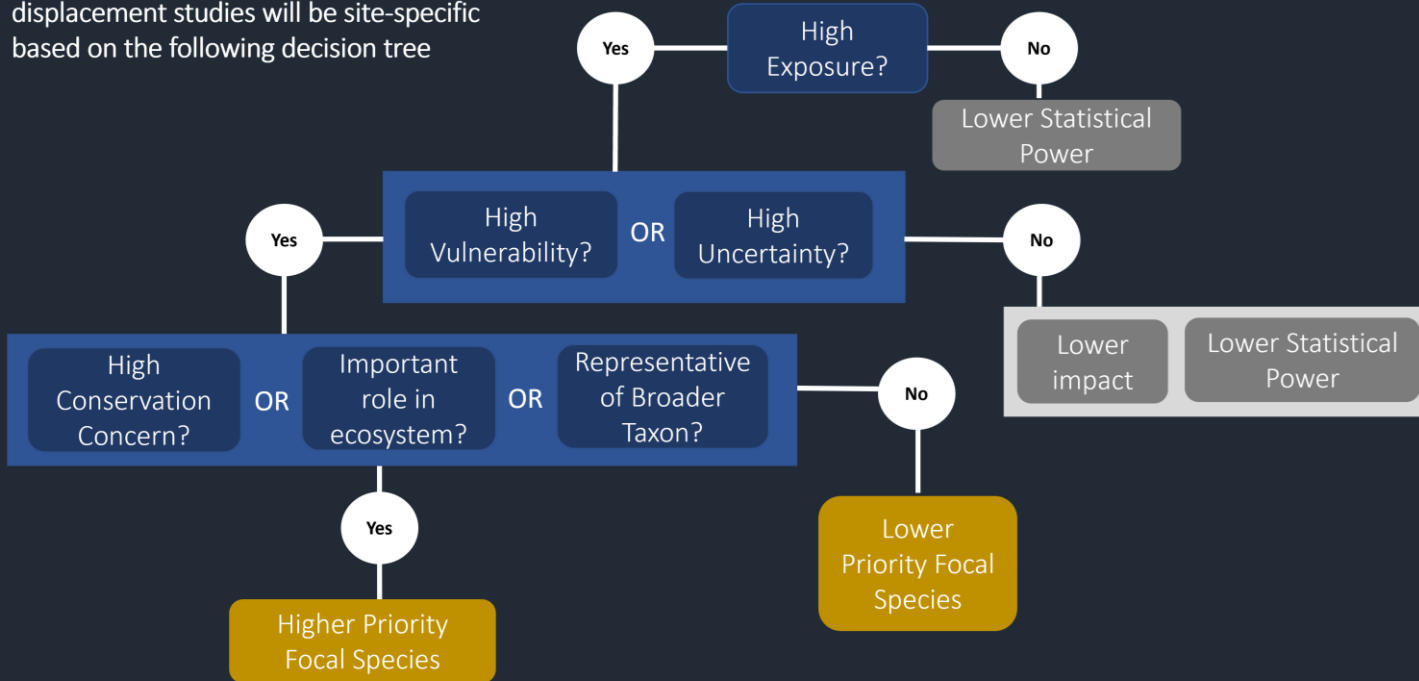 displacement studies will be site-specific
based on the following decision tree
Yes
High
Exposure?
No
Lower Statistical
Power
Yes
High
Vulnerability?
OR
High
Uncertainty?
No
Lower
impact
Lower Statistical
Power
High
Conservation
Concern?
OR
Important
role in
ecosystem?
OR
Representative
of Broader
Taxon?
No
Yes
Lower
Priority Focal
Species
Higher Priority
Focal Species